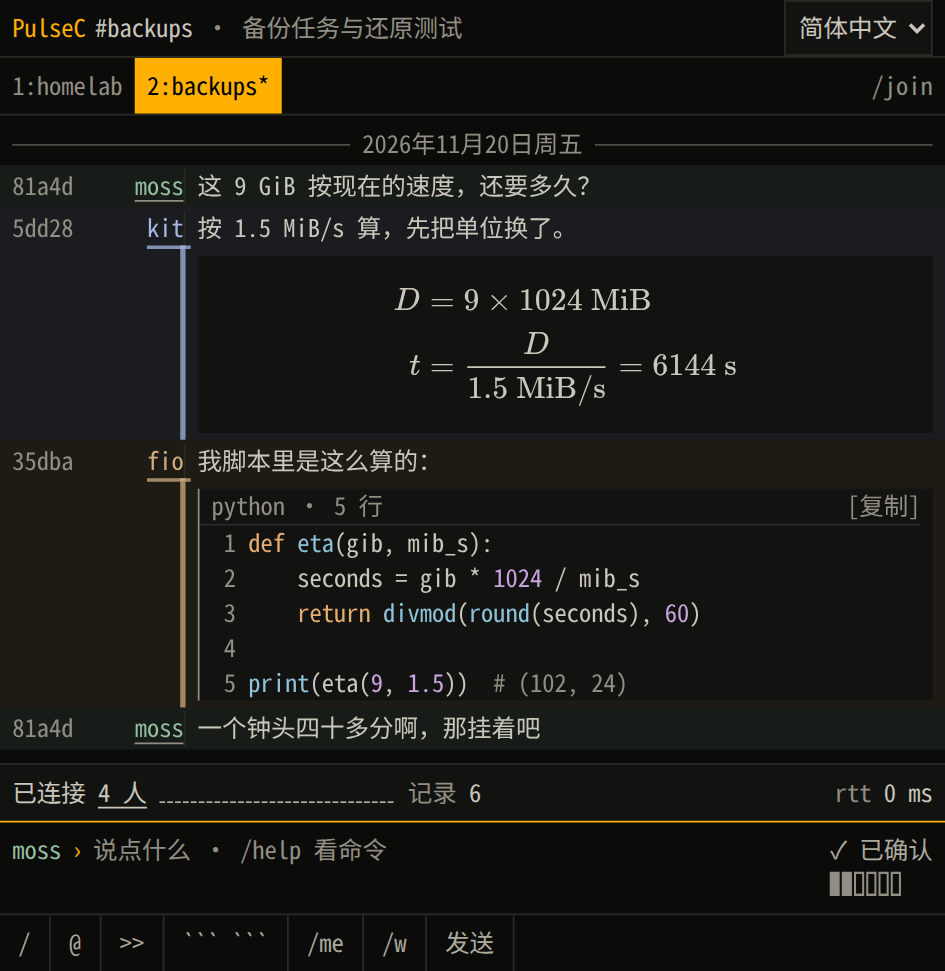 PulseC #backups • 备份任务与还原测试 简体中文
1:homelab 2:backups* /join
2026年11月20日周五
81a4d moss 这 9 GiB 按现在的速度，还要多久？
5dd28 kit 按 1.5 MiB/s 算，先把单位换了。
D = 9 × 1024 MiB
t = D / 1.5 MiB/s = 6144 s
35dba fio 我脚本里是这么算的：
python • 5 行 [复制]
1 def eta(gib, mib_s):
2     seconds = gib * 1024 / mib_s
3     return divmod(round(seconds), 60)
4
5 print(eta(9, 1.5))  # (102, 24)
81a4d moss 一个钟头四十多分啊，那挂着吧
已连接 4 人 记录 6 rtt 0 ms
moss › 说点什么 • /help 看命令 ✓ 已确认
/ @ >> ``` ``` /me /w 发送